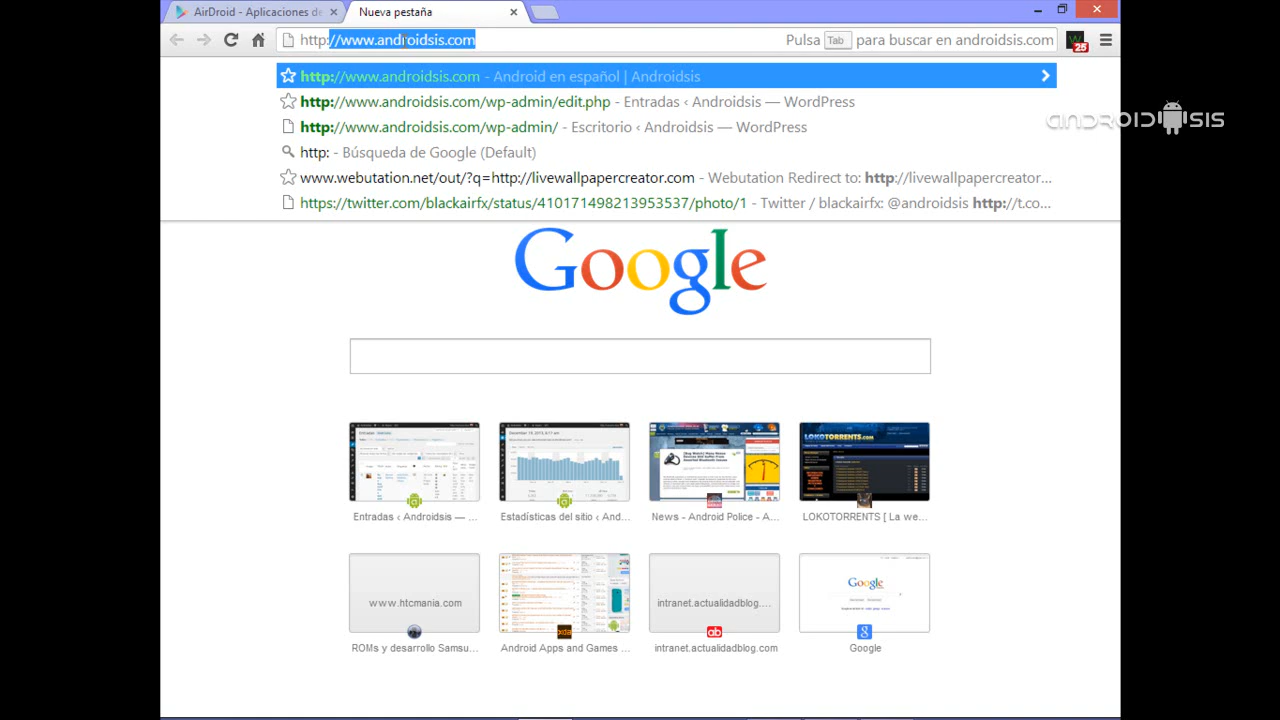 AirDroid - Aplicaciones de
Nueva pestaña
http://www.androidsis.com
Pulsa Tab para buscar en androidsis.com
25
http://www.androidsis.com - Android en español | Androidsis
http://www.androidsis.com/wp-admin/edit.php - Entradas ‹ Androidsis — WordPress
http://www.androidsis.com/wp-admin/ - Escritorio ‹ Androidsis — WordPress
http: - Búsqueda de Google (Default)
www.webutation.net/out/?q=http://livewallpapercreator.com - Webutation Redirect to: http://livewallpapercreator...
https://twitter.com/blackairfx/status/410171498213953537/photo/1 - Twitter / blackairfx: @androidsis http://t.co...
ANDROIDSIS
Google
LOKOTORRENTS.COM
Entradas ‹ Androidsis — ...
Estadísticas del sitio ‹ And...
News - Android Police - A...
LOKOTORRENTS [ La we...
www.htcmania.com
intranet.actualidadblog....
Google
ROMs y desarrollo Samsu...
Android Apps and Games ...
intranet.actualidadblog.com
Google